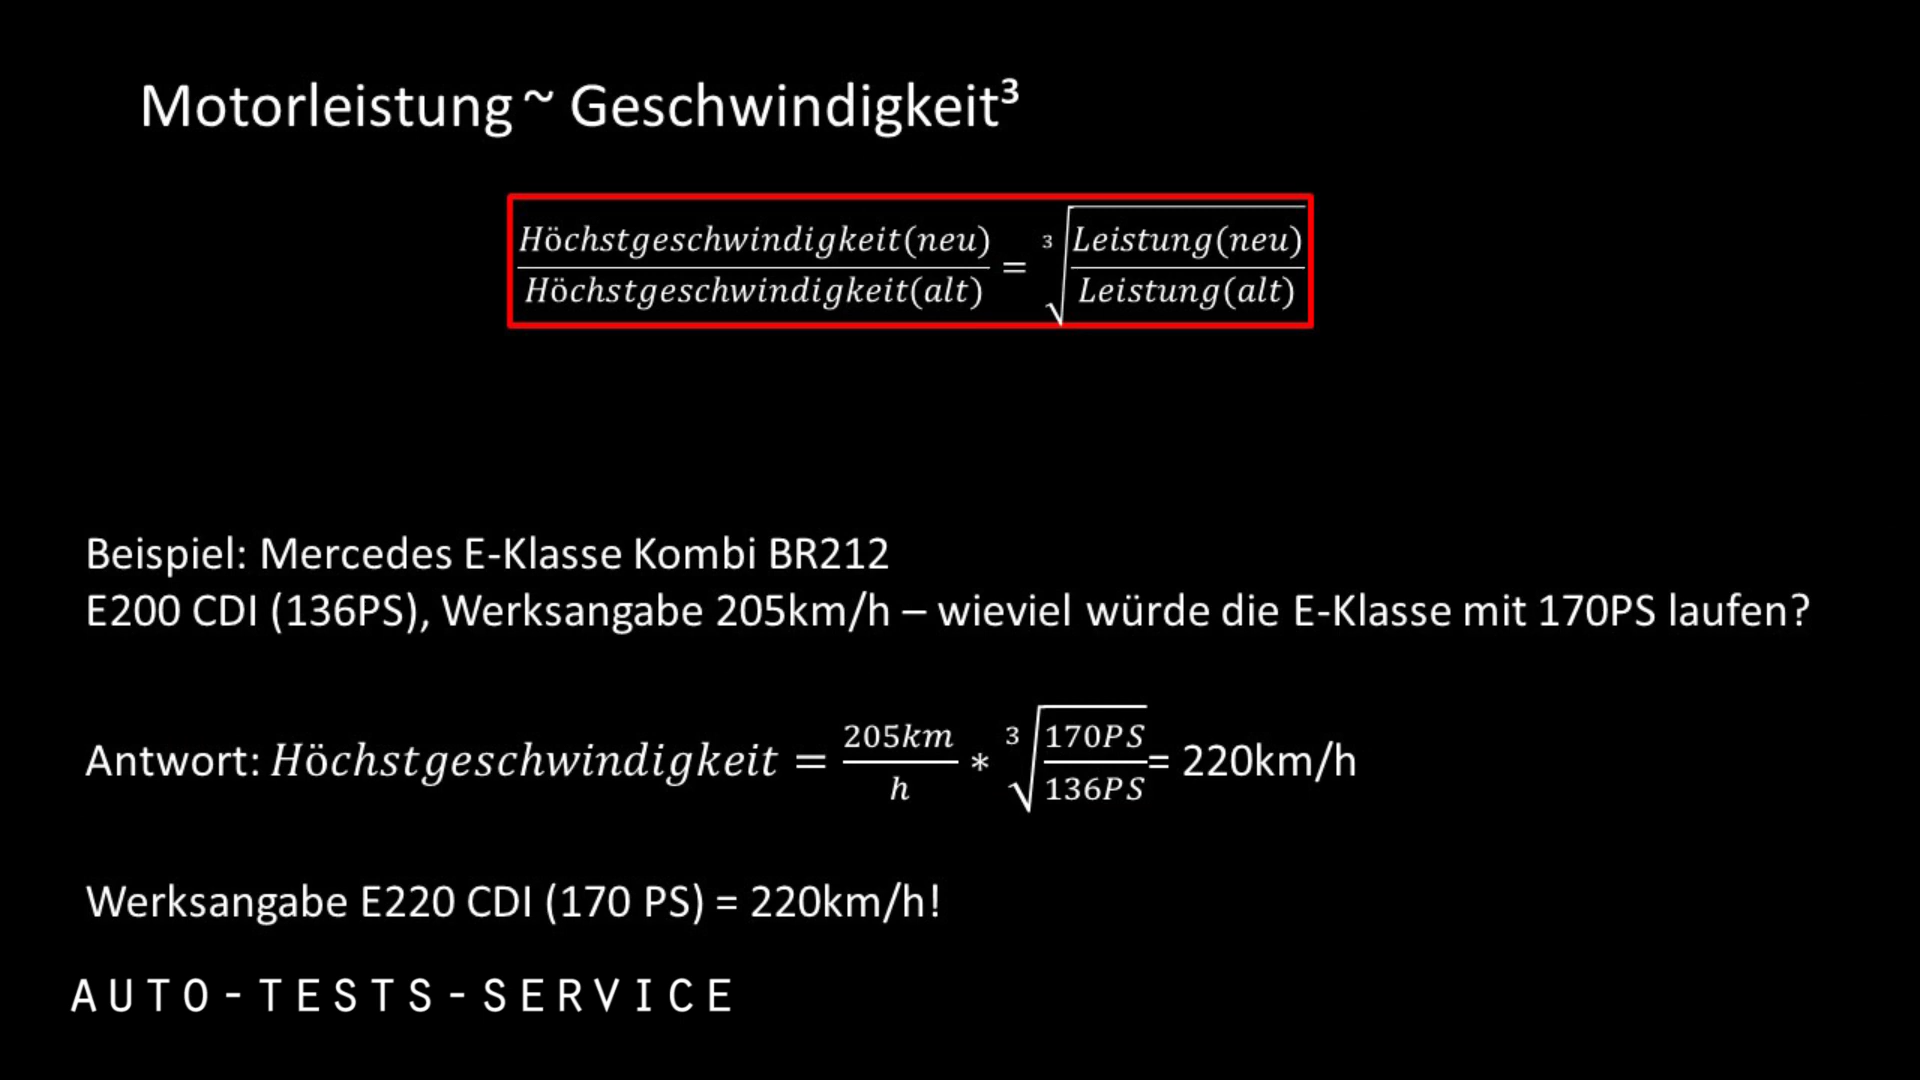 Motorleistung ~ Geschwindigkeit³
Höchstgeschwindigkeit(neu) / Höchstgeschwindigkeit(alt) = ∛(Leistung(neu) / Leistung(alt))
Beispiel: Mercedes E-Klasse Kombi BR212
E200 CDI (136PS), Werksangabe 205km/h – wieviel würde die E-Klasse mit 170PS laufen?
Antwort: Höchstgeschwindigkeit = 205km / h * ∛(170PS / 136PS) = 220km/h
Werksangabe E220 CDI (170 PS) = 220km/h!
AUTO-TESTS-SERVICE